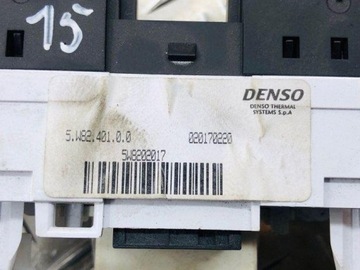 15
DENSO
DENSO THERMAL
SYSTEMS S.p.A
5.W82.401.0.0 020170220
5W8202017